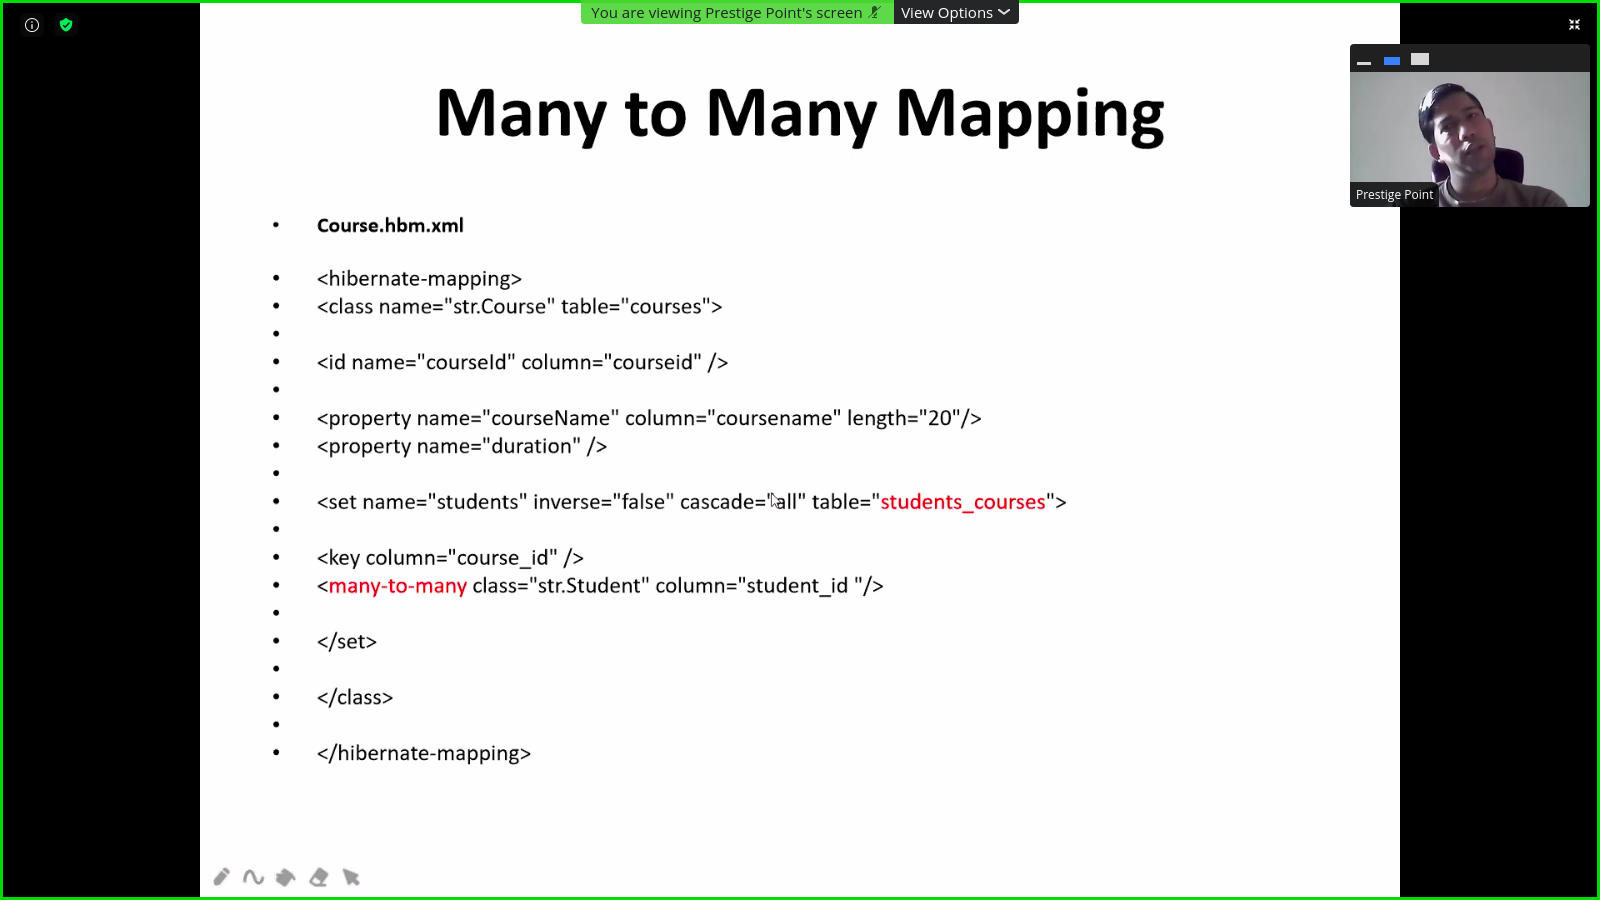 You are viewing Prestige Point's screen
View Options
Many to Many Mapping
Prestige Point
• Course.hbm.xml
• <hibernate-mapping>
• <class name="str.Course" table="courses">
•
• <id name="courseId" column="courseid" />
•
• <property name="courseName" column="coursename" length="20"/>
• <property name="duration" />
•
• <set name="students" inverse="false" cascade="all" table="students_courses">
•
• <key column="course_id" />
• <many-to-many class="str.Student" column="student_id "/>
•
• </set>
•
• </class>
•
• </hibernate-mapping>